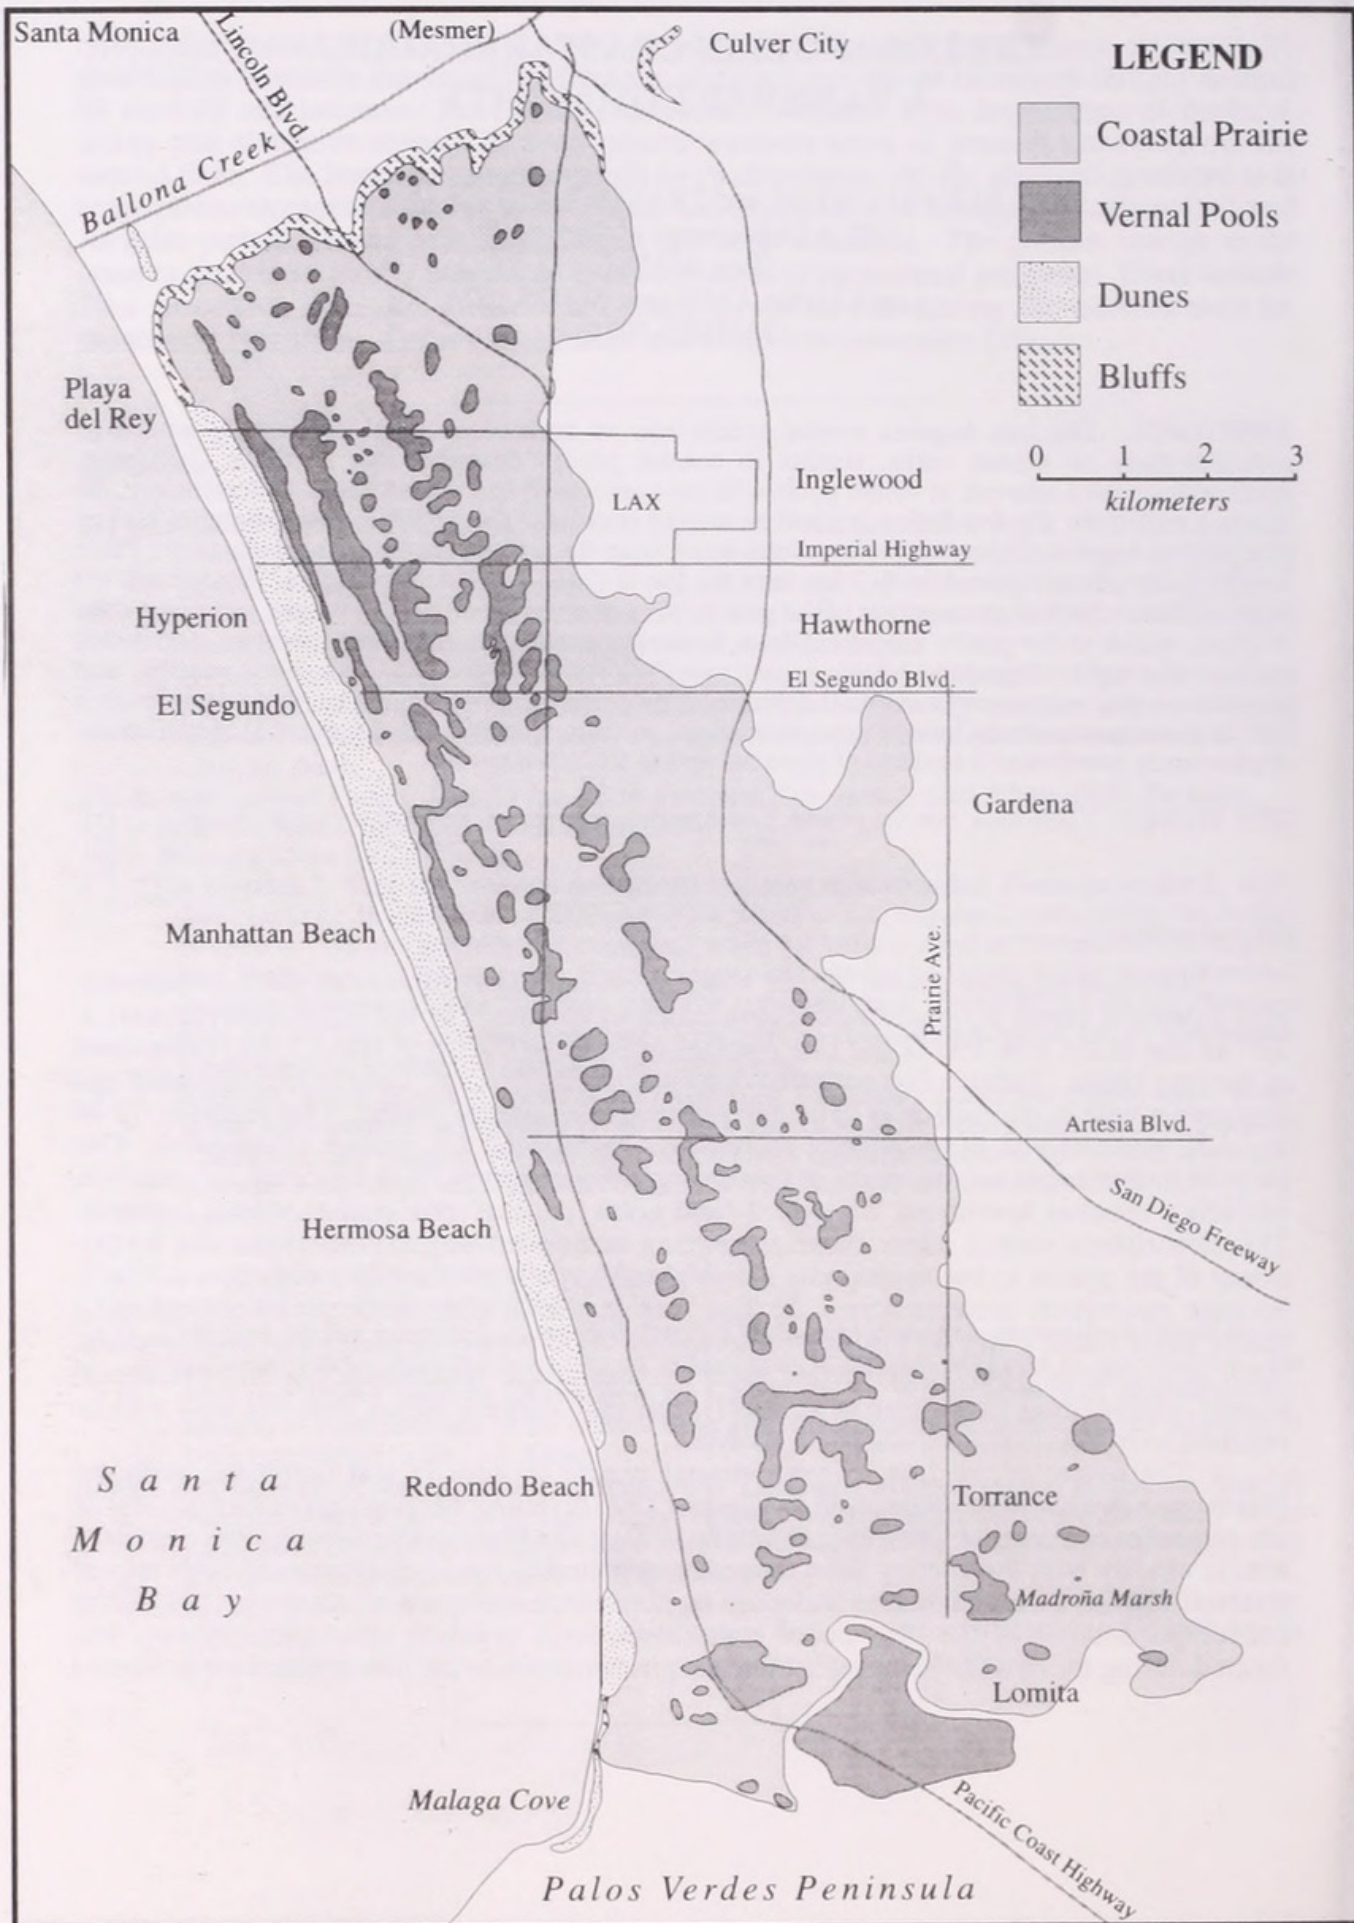 Santa Monica
Lincoln Blvd.
(Mesmer)
Culver City
LEGEND
Coastal Prairie
Vernal Pools
Dunes
Bluffs
0 1 2 3
kilometers
Ballona Creek
Playa
del Rey
LAX
Inglewood
Imperial Highway
Hyperion
Hawthorne
El Segundo Blvd.
El Segundo
Gardena
Manhattan Beach
Prairie Ave.
Artesia Blvd.
San Diego Freeway
Hermosa Beach
Santa
Monica
Bay
Redondo Beach
Torrance
Madroña Marsh
Lomita
Malaga Cove
Pacific Coast Highway
Palos Verdes Peninsula